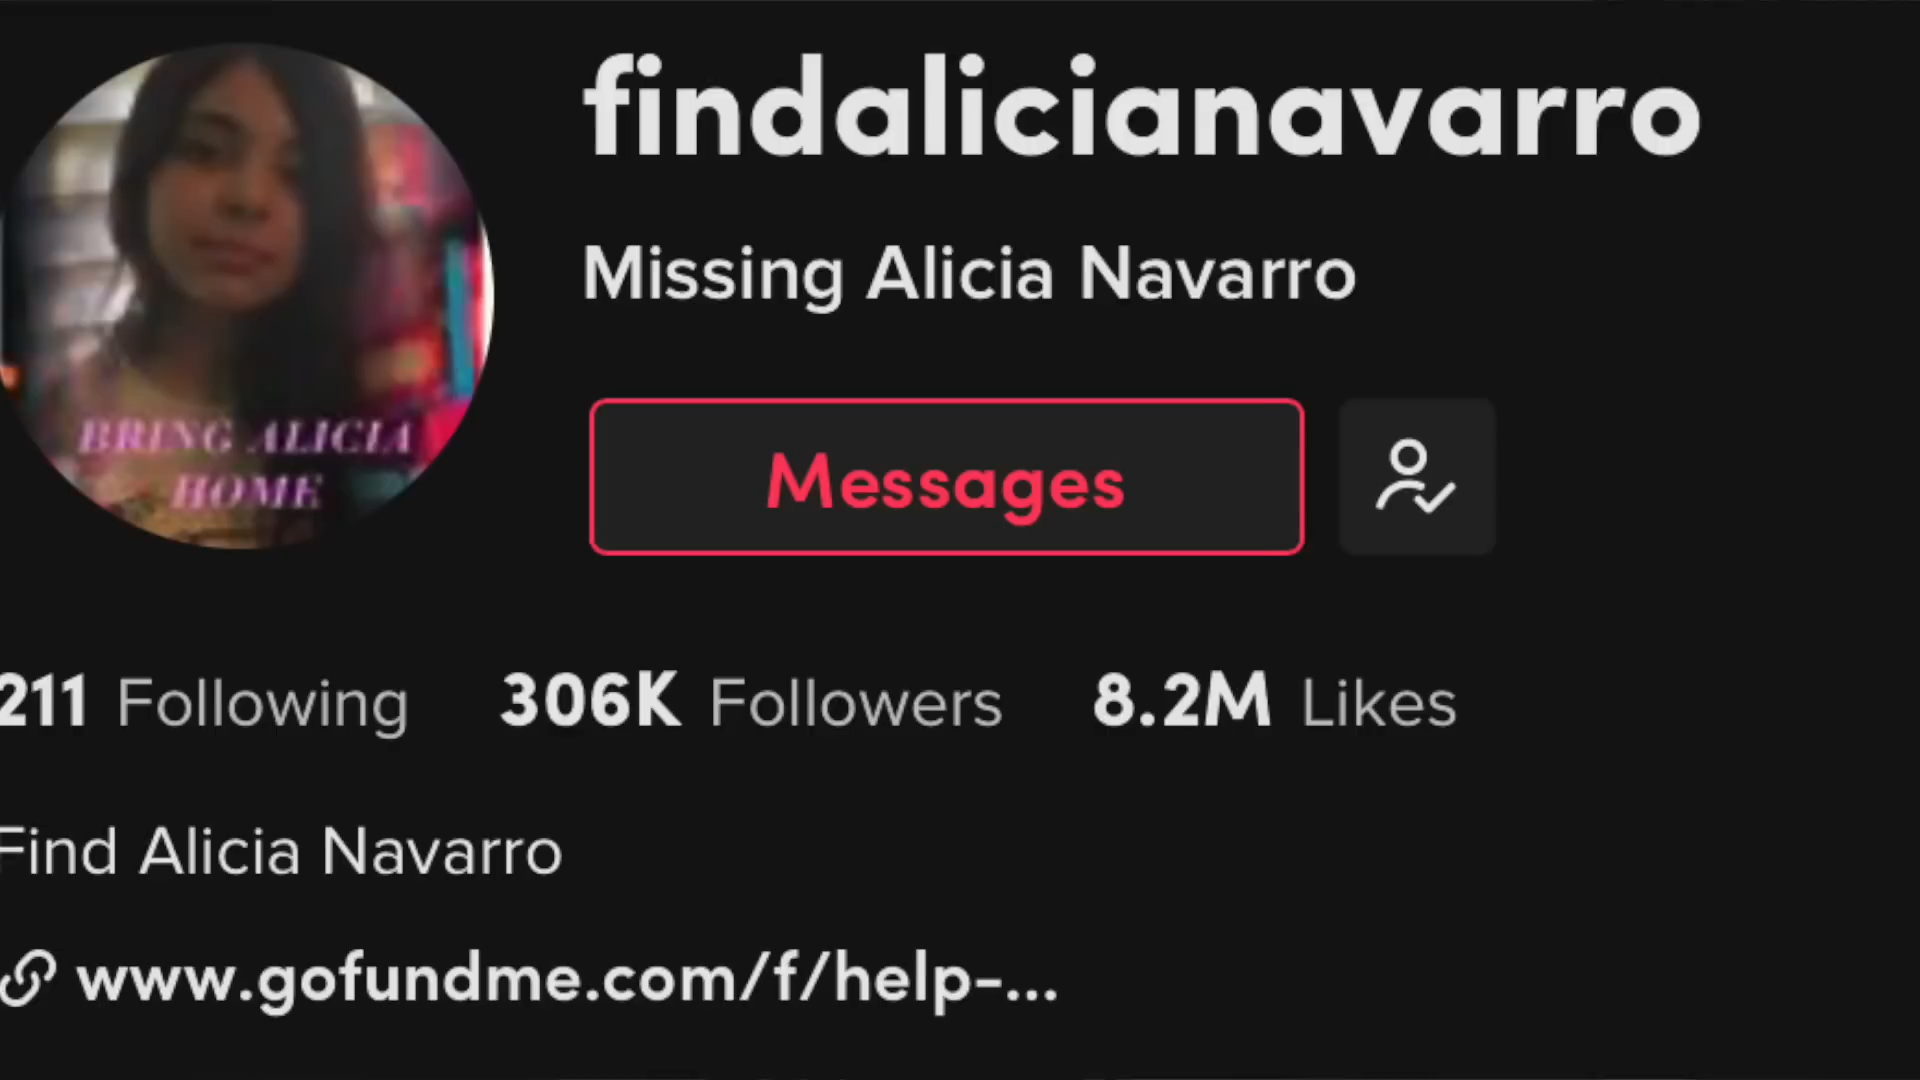 findalicianavarro
Missing Alicia Navarro
BRING ALICIA
HOME
Messages
211 Following 306K Followers 8.2M Likes
Find Alicia Navarro
www.gofundme.com/f/help-...